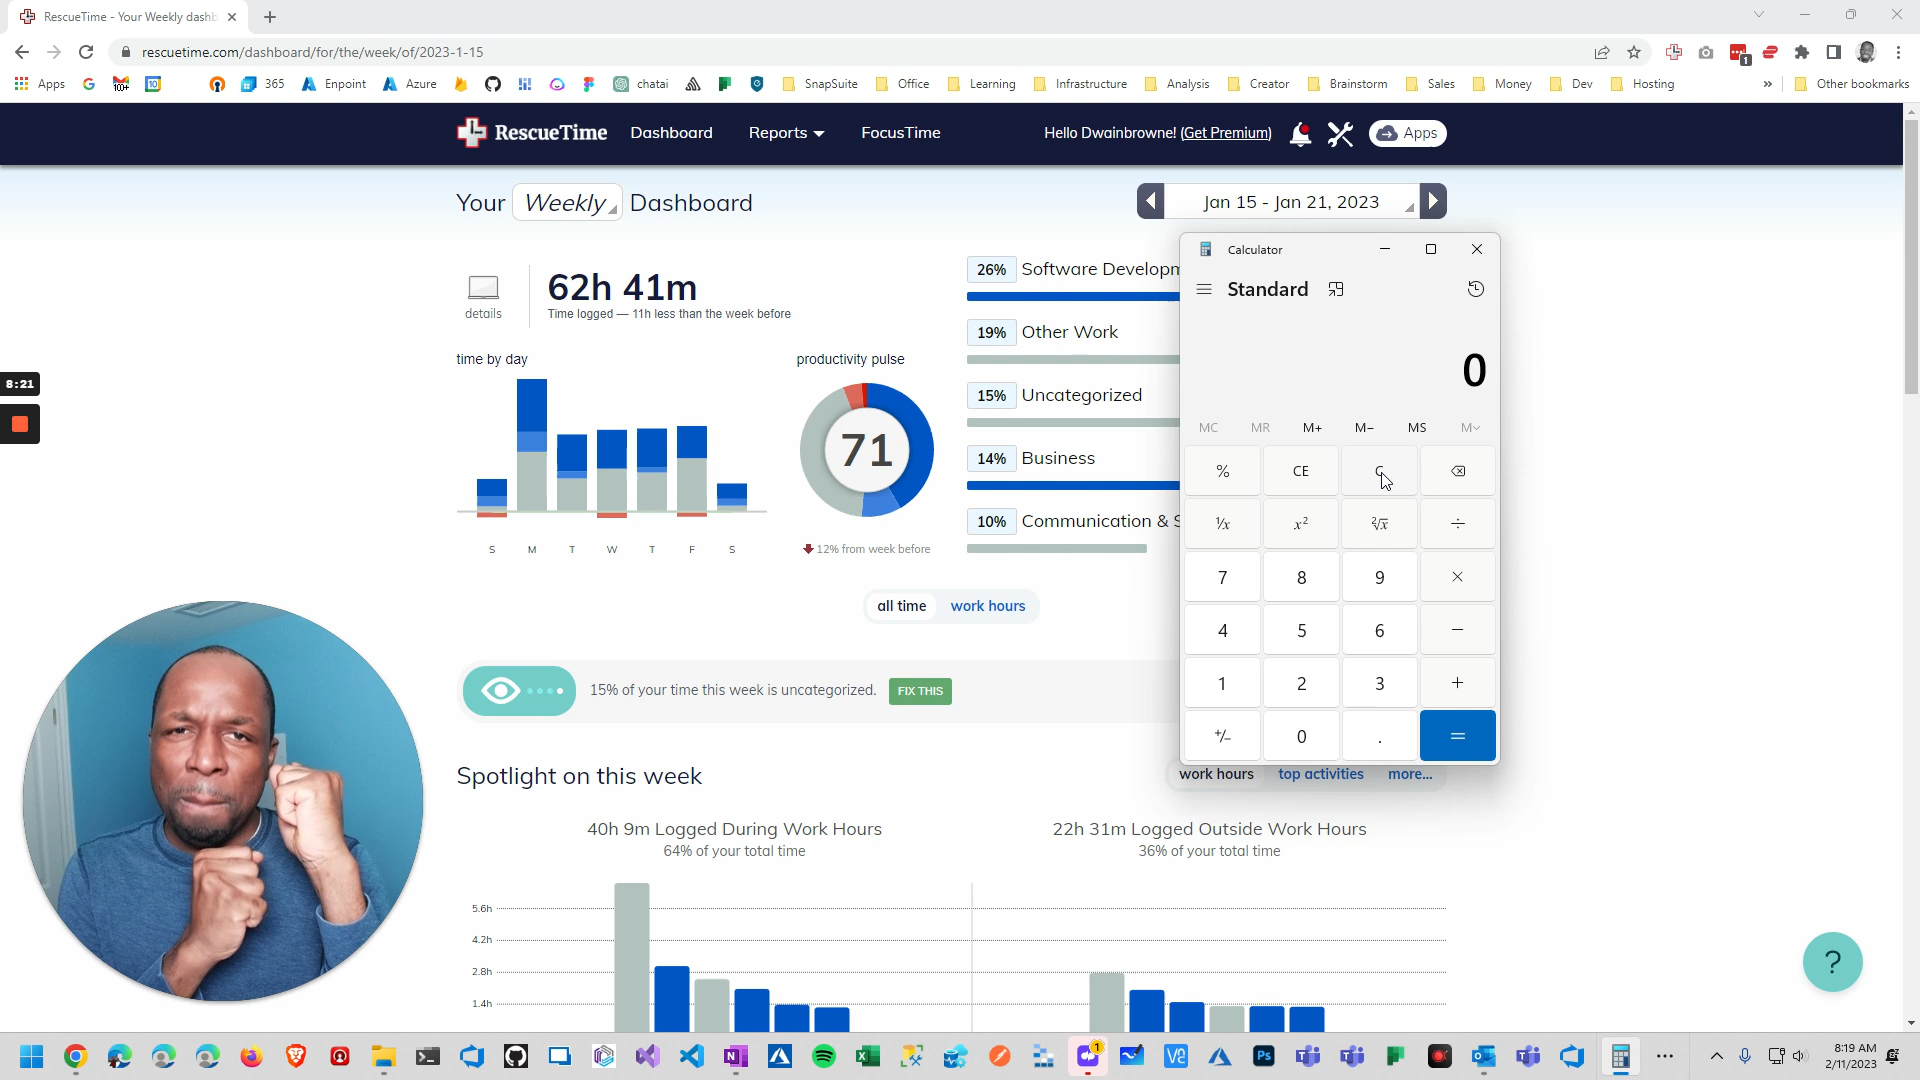 RescueTime - Your Weekly dashb
rescuetime.com/dashboard/for/the/week/of/2023-1-15
1
Apps
100+
365
Enpoint
Azure
chatai
SnapSuite
Office
Learning
Infrastructure
Analysis
Creator
Brainstorm
Sales
Money
Dev
Hosting
»
Other bookmarks
RescueTime
Dashboard
Reports
FocusTime
Hello Dwainbrowne! (Get Premium)
Apps
Your Weekly Dashboard
Jan 15 - Jan 21, 2023
details
62h 41m
Time logged — 11h less than the week before
time by day
S M T W T F S
productivity pulse
71
12% from week before
26% Software Developm
19% Other Work
15% Uncategorized
14% Business
10% Communication & S
Calculator
Standard
0
MC MR M+ M− MS M
% CE C
⅟x x² ²√x ÷
7 8 9 ×
4 5 6 −
1 2 3 +
+/− 0 . =
8:21
all time
work hours
15% of your time this week is uncategorized.
FIX THIS
Spotlight on this week
work hours
top activities
more...
40h 9m Logged During Work Hours
64% of your total time
22h 31m Logged Outside Work Hours
36% of your total time
5.6h
4.2h
2.8h
1.4h
?
1
Ps
8:19 AM
2/11/2023